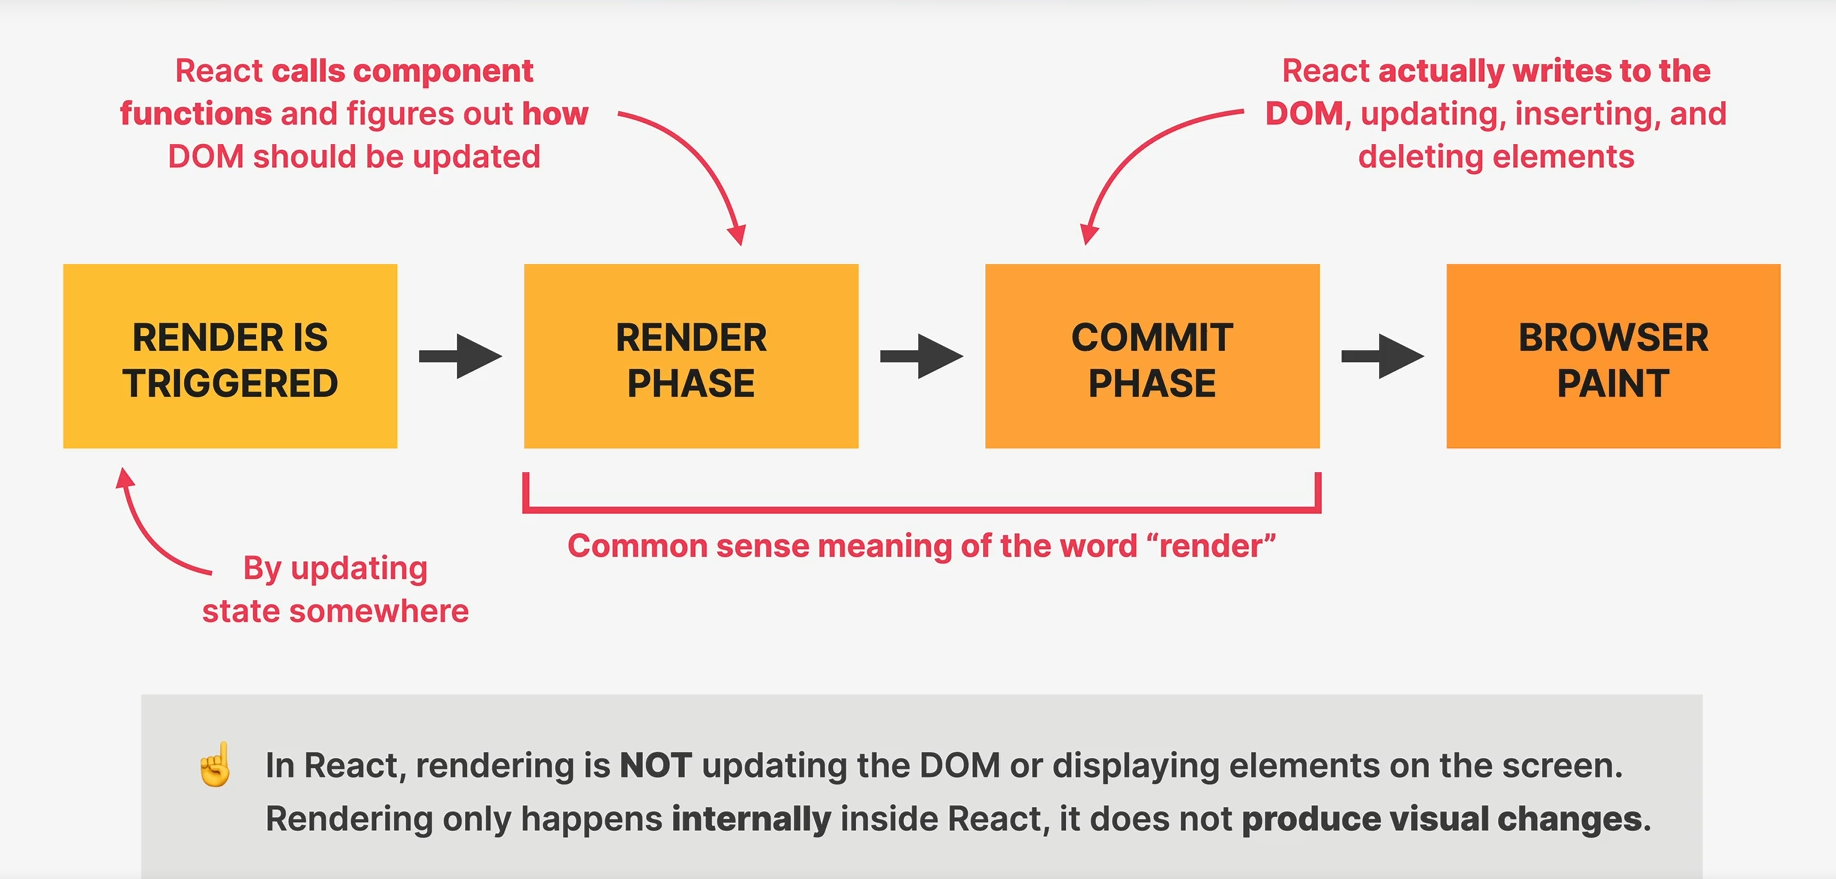 React calls component
functions and figures out how
DOM should be updated
React actually writes to the
DOM, updating, inserting, and
deleting elements
RENDER IS
TRIGGERED
RENDER
PHASE
COMMIT
PHASE
BROWSER
PAINT
Common sense meaning of the word “render”
By updating
state somewhere
☝️ In React, rendering is NOT updating the DOM or displaying elements on the screen.
Rendering only happens internally inside React, it does not produce visual changes.